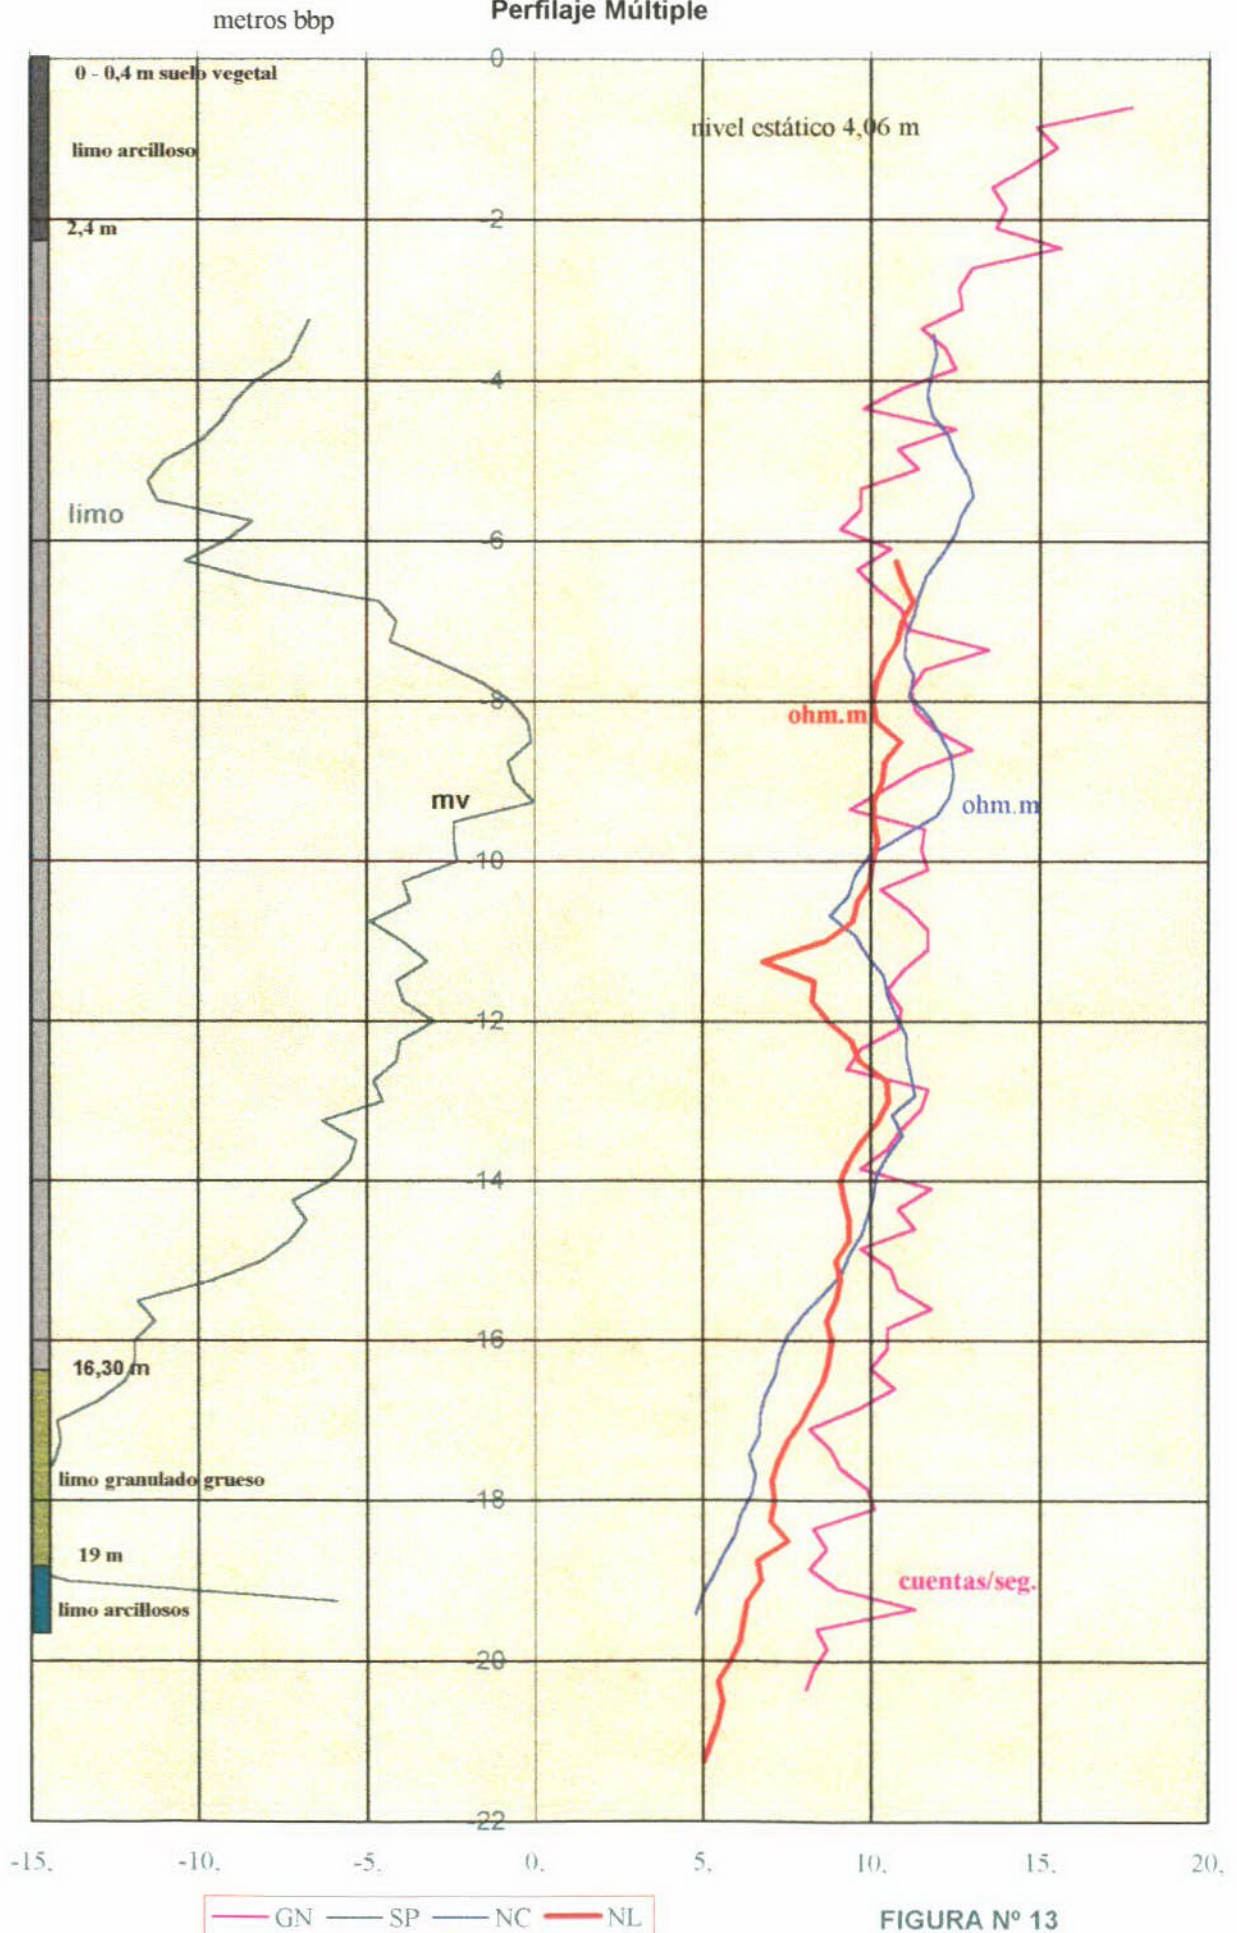 Perfilaje Múltiple
metros bbp
0
0 - 0,4 m suelo vegetal
nivel estático 4,06 m
limo arcilloso
-2
2,4 m
-4
limo
-6
-8
ohm.m
mv
ohm.m
-10
-12
-14
-16
16,30 m
limo granulado grueso
-18
19 m
cuentas/seg.
limo arcillosos
-20
-22
-15, -10, -5, 0, 5, 10, 15, 20,
GN SP NC NL
FIGURA Nº 13